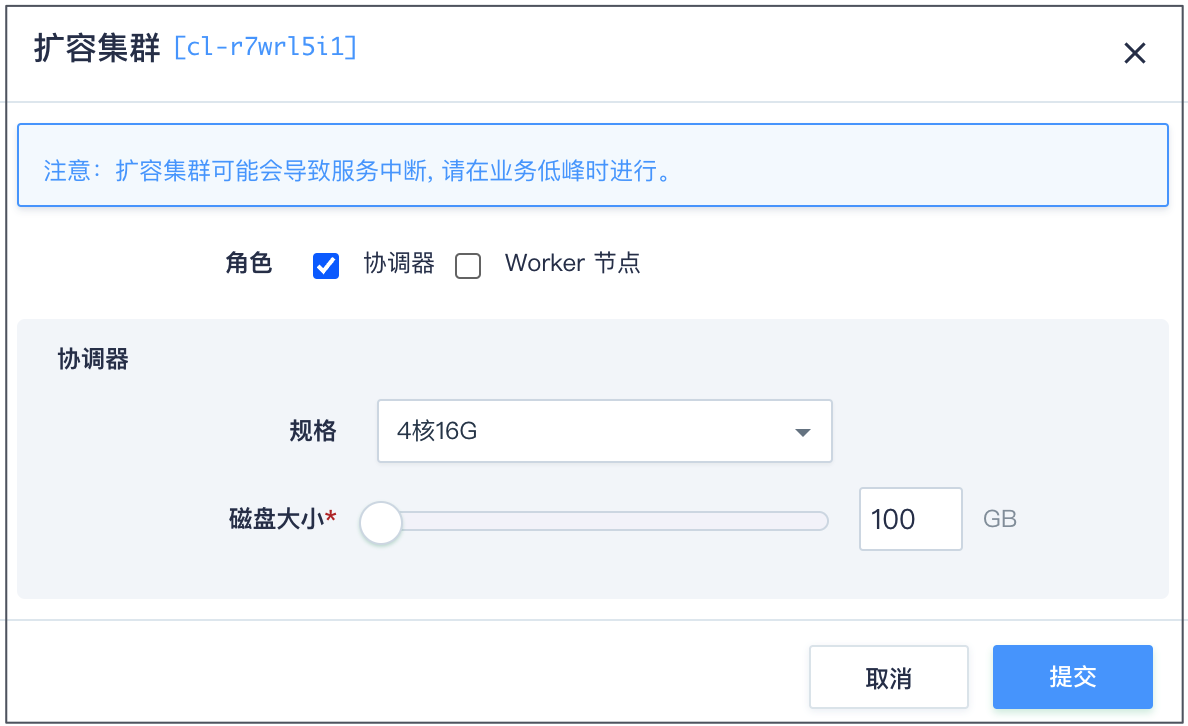 扩容集群 [cl-r7wrl5i1]
注意：扩容集群可能会导致服务中断, 请在业务低峰时进行。
角色 协调器 Worker 节点
协调器
规格 4核16G
磁盘大小* 100 GB
取消 提交